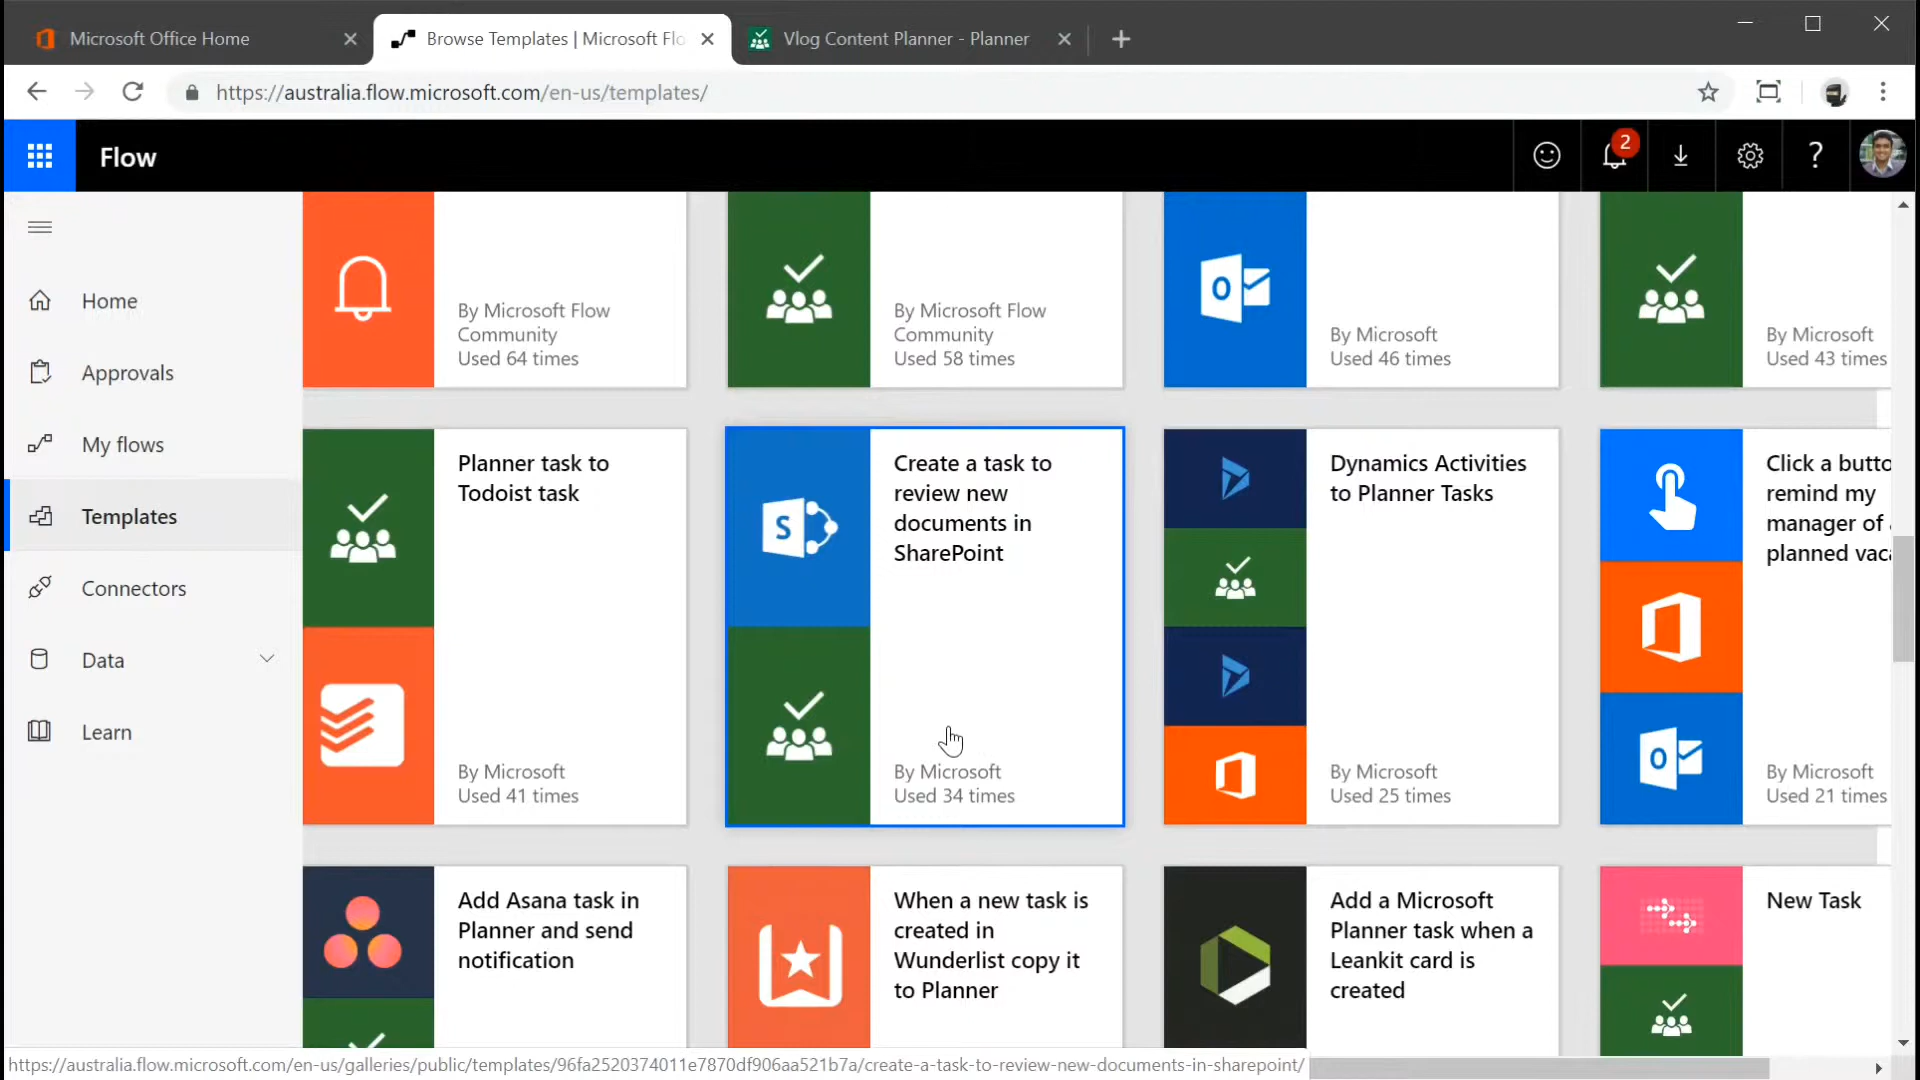 Microsoft Office Home
Browse Templates | Microsoft Flo
Vlog Content Planner - Planner
https://australia.flow.microsoft.com/en-us/templates/
Flow
2
?
Home
Approvals
My flows
Templates
Connectors
Data
Learn
By Microsoft Flow
Community
Used 64 times
By Microsoft Flow
Community
Used 58 times
By Microsoft
Used 46 times
By Microsoft
Used 43 times
Planner task to
Todoist task
By Microsoft
Used 41 times
Create a task to
review new
documents in
SharePoint
By Microsoft
Used 34 times
Dynamics Activities
to Planner Tasks
By Microsoft
Used 25 times
Click a butto
remind my
manager of
planned vac
By Microsoft
Used 21 times
Add Asana task in
Planner and send
notification
When a new task is
created in
Wunderlist copy it
to Planner
Add a Microsoft
Planner task when a
Leankit card is
created
New Task
https://australia.flow.microsoft.com/en-us/galleries/public/templates/96fa2520374011e7870df906aa521b7a/create-a-task-to-review-new-documents-in-sharepoint/